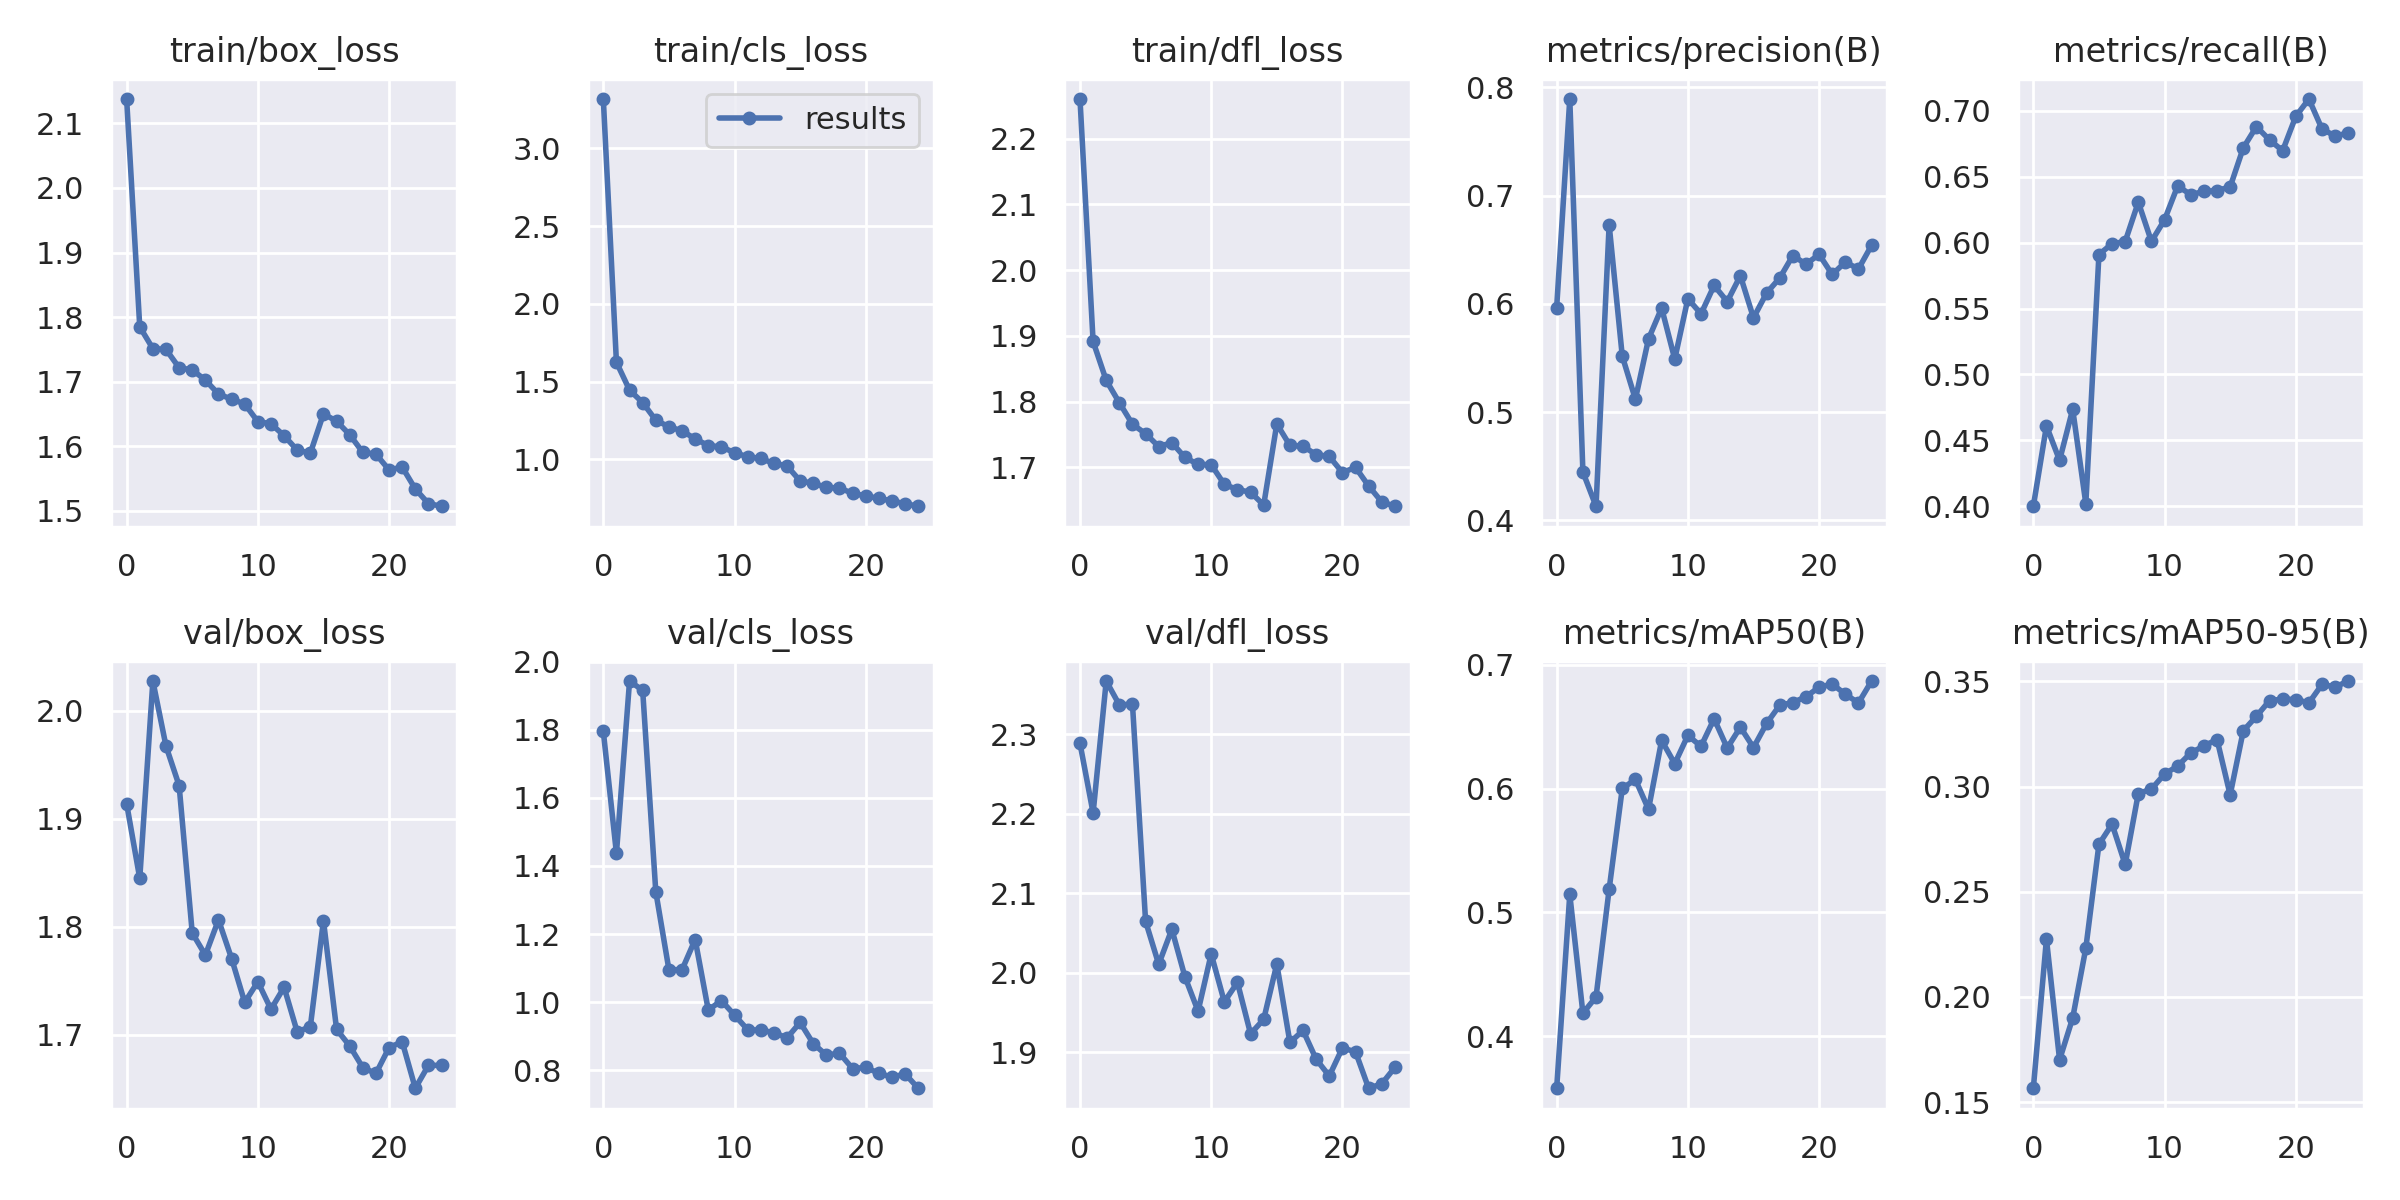 train/box_loss
2.1
2.0
1.9
1.8
1.7
1.6
1.5
0 10 20
train/cls_loss
results
3.0
2.5
2.0
1.5
1.0
0 10 20
train/dfl_loss
2.2
2.1
2.0
1.9
1.8
1.7
0 10 20
metrics/precision(B)
0.8
0.7
0.6
0.5
0.4
0 10 20
metrics/recall(B)
0.70
0.65
0.60
0.55
0.50
0.45
0.40
0 10 20
val/box_loss
2.0
1.9
1.8
1.7
0 10 20
val/cls_loss
2.0
1.8
1.6
1.4
1.2
1.0
0.8
0 10 20
val/dfl_loss
2.3
2.2
2.1
2.0
1.9
0 10 20
metrics/mAP50(B)
0.7
0.6
0.5
0.4
0 10 20
metrics/mAP50-95(B)
0.35
0.30
0.25
0.20
0.15
0 10 20